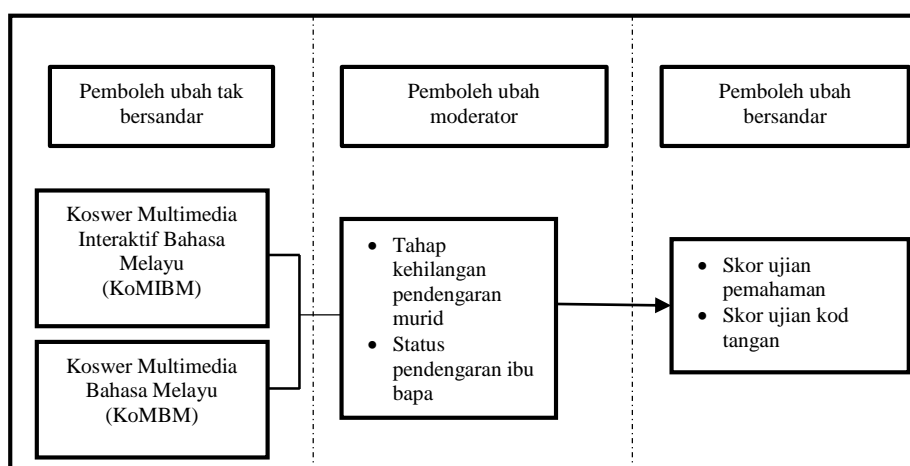 Pemboleh ubah tak
bersandar
Pemboleh ubah
moderator
Pemboleh ubah
bersandar
Koswer Multimedia
Interaktif Bahasa
Melayu
(KoMIBM)
Koswer Multimedia
Bahasa Melayu
(KoMBM)
• Tahap
kehilangan
pendengaran
murid
• Status
pendengaran ibu
bapa
• Skor ujian
pemahaman
• Skor ujian kod
tangan